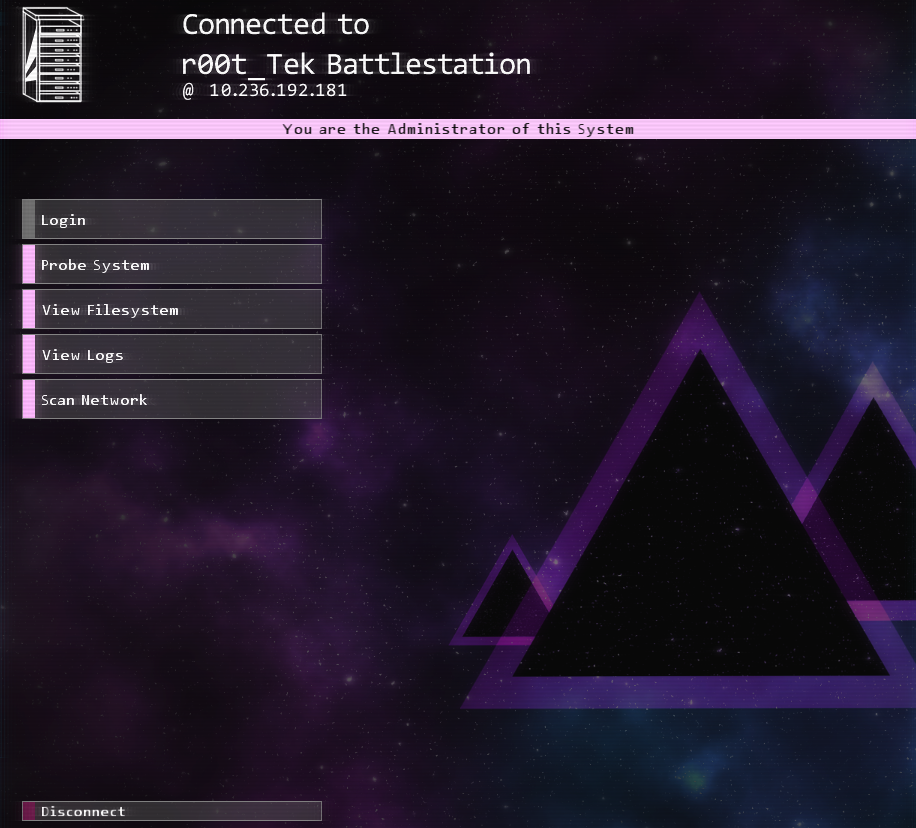 Connected to
r00t_Tek Battlestation
@ 10.236.192.181
You are the Administrator of this System
Login
Probe System
View Filesystem
View Logs
Scan Network
Disconnect